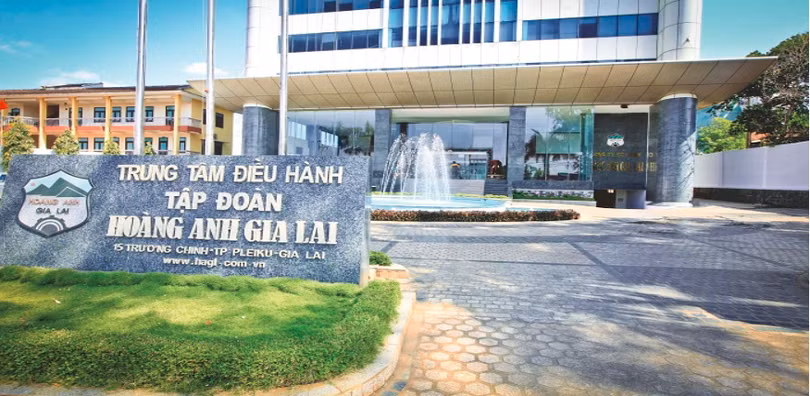 TRUNG TÂM ĐIỀU HÀNH
TẬP ĐOÀN
HOÀNG ANH GIA LAI
15 TRƯỜNG CHINH-TP PLEIKU-GIA LAI
www.hagl.com.vn
HOÀNG ANH
GIA LAI